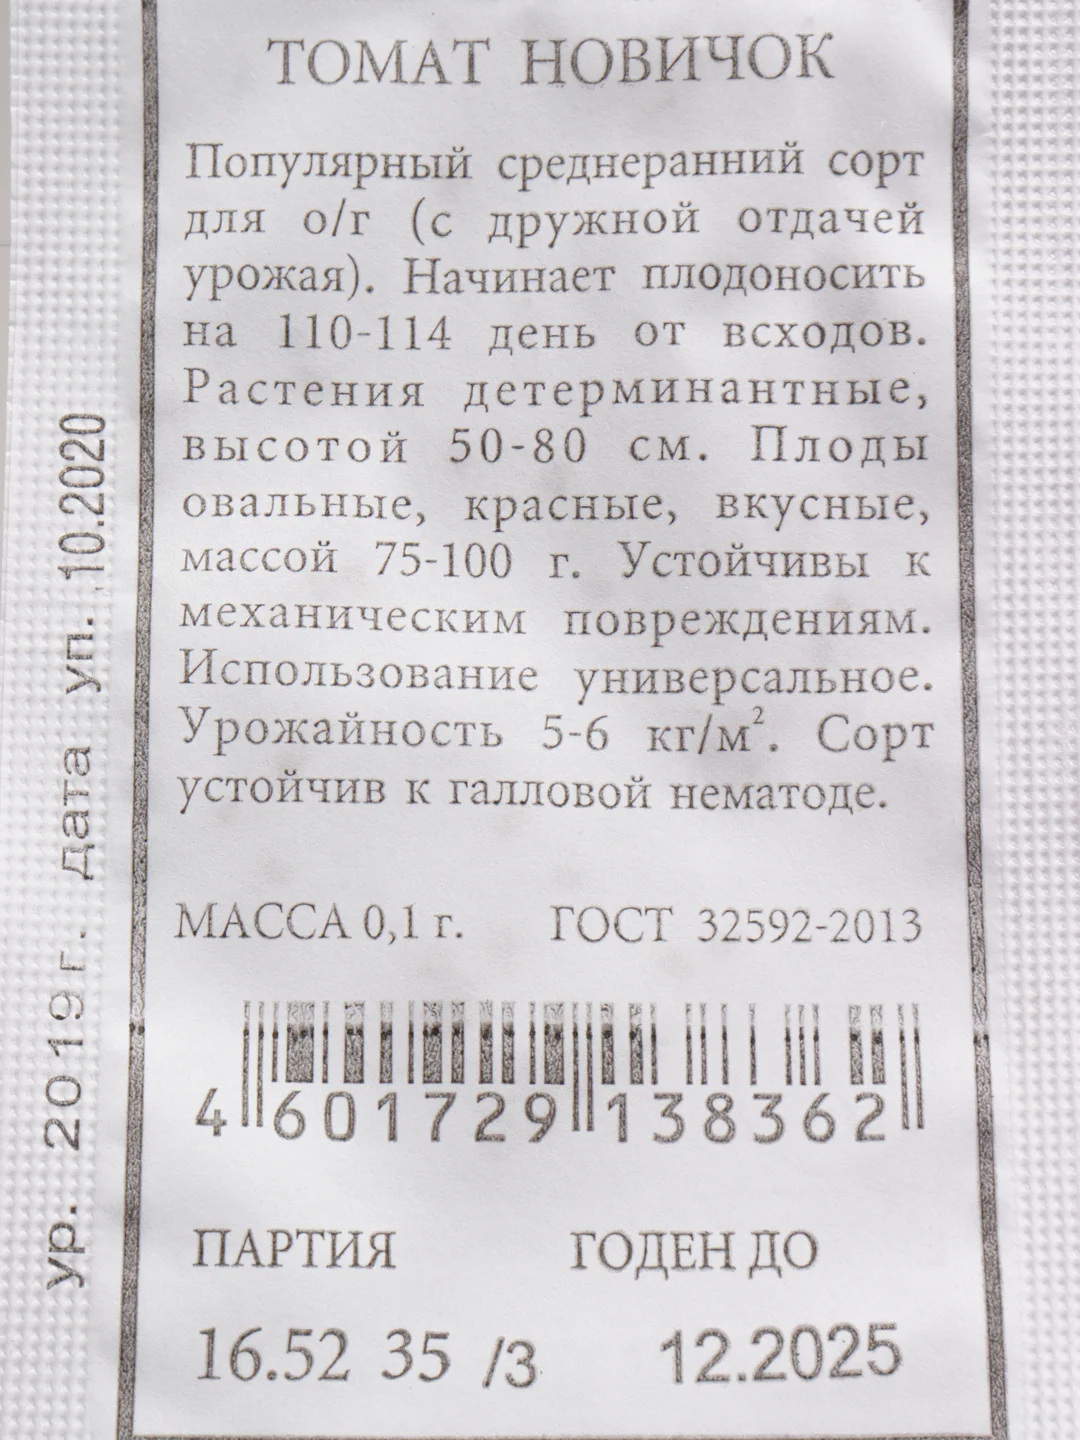 ТОМАТ НОВИЧОК
Популярный среднеранний сорт
для о/г (с дружной отдачей
урожая). Начинает плодоносить
на 110-114 день от всходов.
Растения детерминантные,
высотой 50-80 см. Плоды
овальные, красные, вкусные,
массой 75-100 г. Устойчивы к
механическим повреждениям.
Использование универсальное.
Урожайность 5-6 кг/м². Сорт
устойчив к галловой нематоде.
МАССА 0,1 г. ГОСТ 32592-2013
4 601729 138362
ПАРТИЯ ГОДЕН ДО
16.52 35 /3 12.2025
ур. 2019г. дата уп. 10.2020